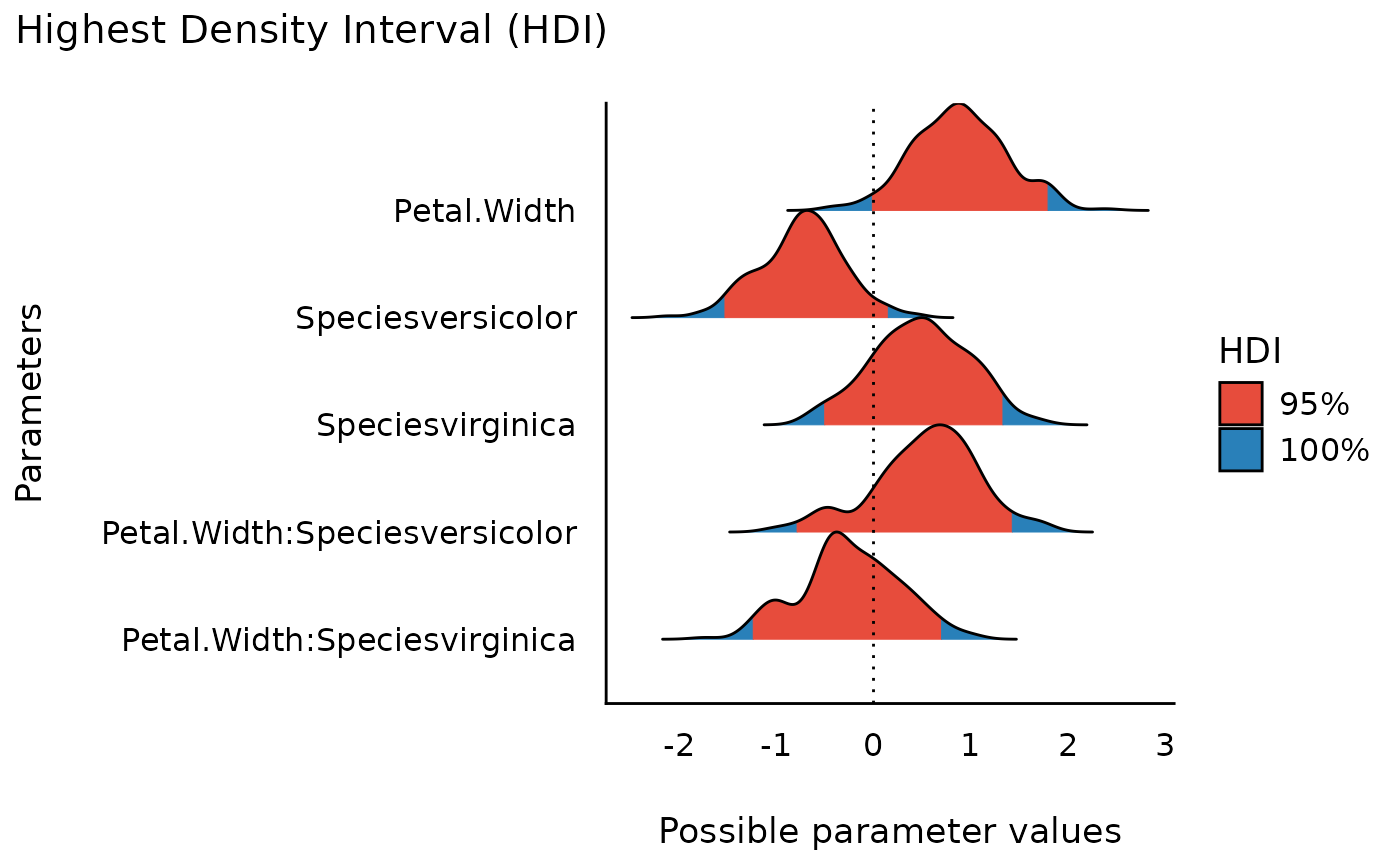 Highest Density Interval (HDI)
Parameters
Petal.Width
Speciesversicolor
Speciesvirginica
Petal.Width:Speciesversicolor
Petal.Width:Speciesvirginica
-2 -1 0 1 2 3
Possible parameter values
HDI
95%
100%